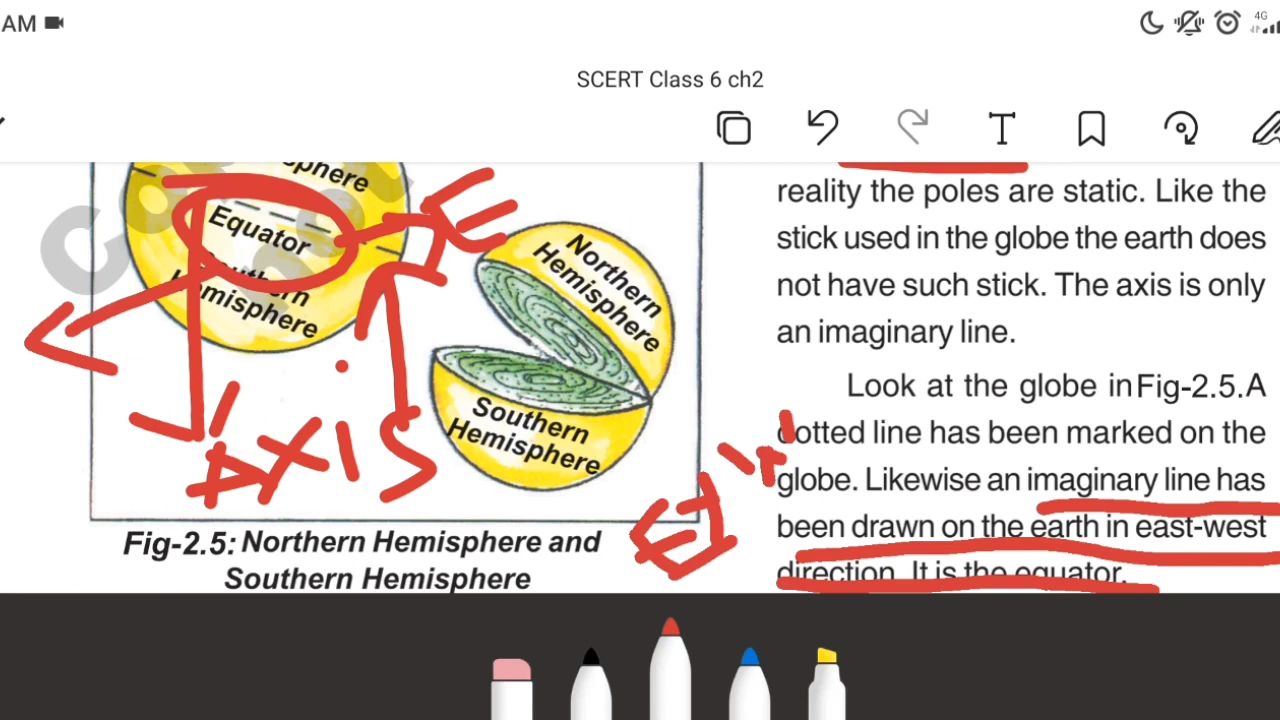 AM
4G
SCERT Class 6 ch2
sphere
Equator
Southern
Hemisphere
Northern
Hemisphere
Southern
Hemisphere
E
AXIS
Fig-2.5: Northern Hemisphere and
Southern Hemisphere
reality the poles are static. Like the
stick used in the globe the earth does
not have such stick. The axis is only
an imaginary line.
Look at the globe in Fig-2.5. A
dotted line has been marked on the
globe. Likewise an imaginary line has
been drawn on the earth in east-west
direction. It is the equator.